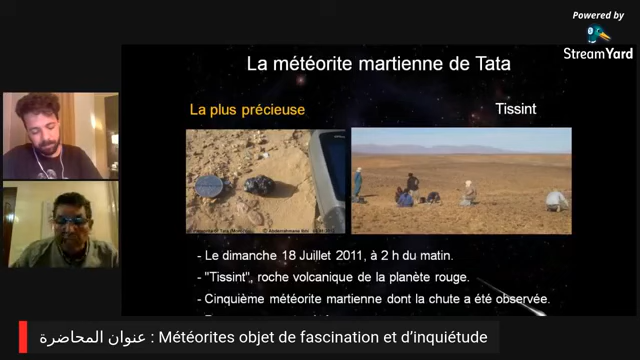 Powered by
StreamYard
La météorite martienne de Tata
La plus précieuse
Tissint
- Le dimanche 18 Juillet 2011, à 2 h du matin.
- "Tissint", roche volcanique de la planète rouge.
- Cinquième météorite martienne dont la chute a été observée.
عنوان المحاضرة : Météorites objet de fascination et d’inquiétude